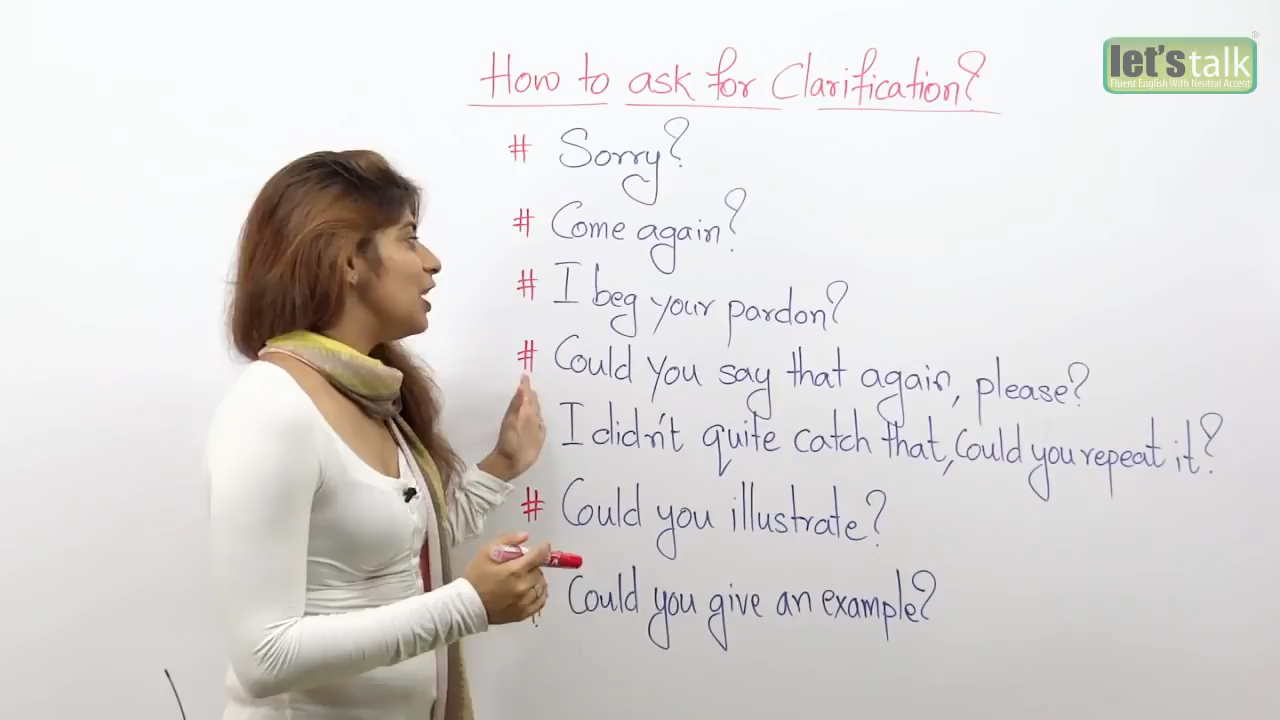 How to ask for Clarification?
let's talk ®
Fluent English With Neutral Accent
# Sorry?
# Come again?
# I beg your pardon?
# Could you say that again, please?
I didn't quite catch that, Could you repeat it?
# Could you illustrate?
# Could you give an example?